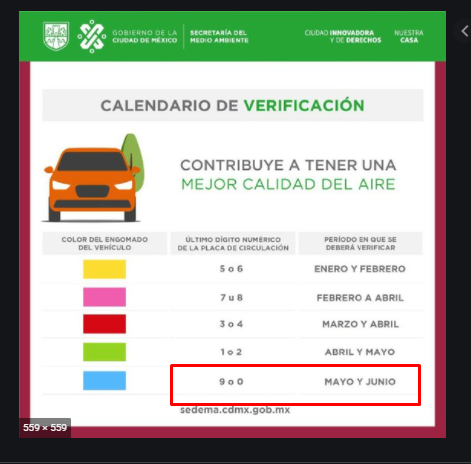 GOBIERNO DE LA
CIUDAD DE MÉXICO
SECRETARÍA DEL
MEDIO AMBIENTE
CIUDAD INNOVADORA
Y DE DERECHOS
NUESTRA
CASA
CALENDARIO DE VERIFICACIÓN
CONTRIBUYE A TENER UNA
MEJOR CALIDAD DEL AIRE
COLOR DEL ENGOMADO
DEL VEHÍCULO
ÚLTIMO DÍGITO NUMÉRICO
DE LA PLACA DE CIRCULACIÓN
PERÍODO EN QUE SE
DEBERÁ VERIFICAR
5 o 6 ENERO Y FEBRERO
7 u 8 FEBRERO A ABRIL
3 o 4 MARZO Y ABRIL
1 o 2 ABRIL Y MAYO
9 o 0 MAYO Y JUNIO
sedema.cdmx.gob.mx
559 × 559